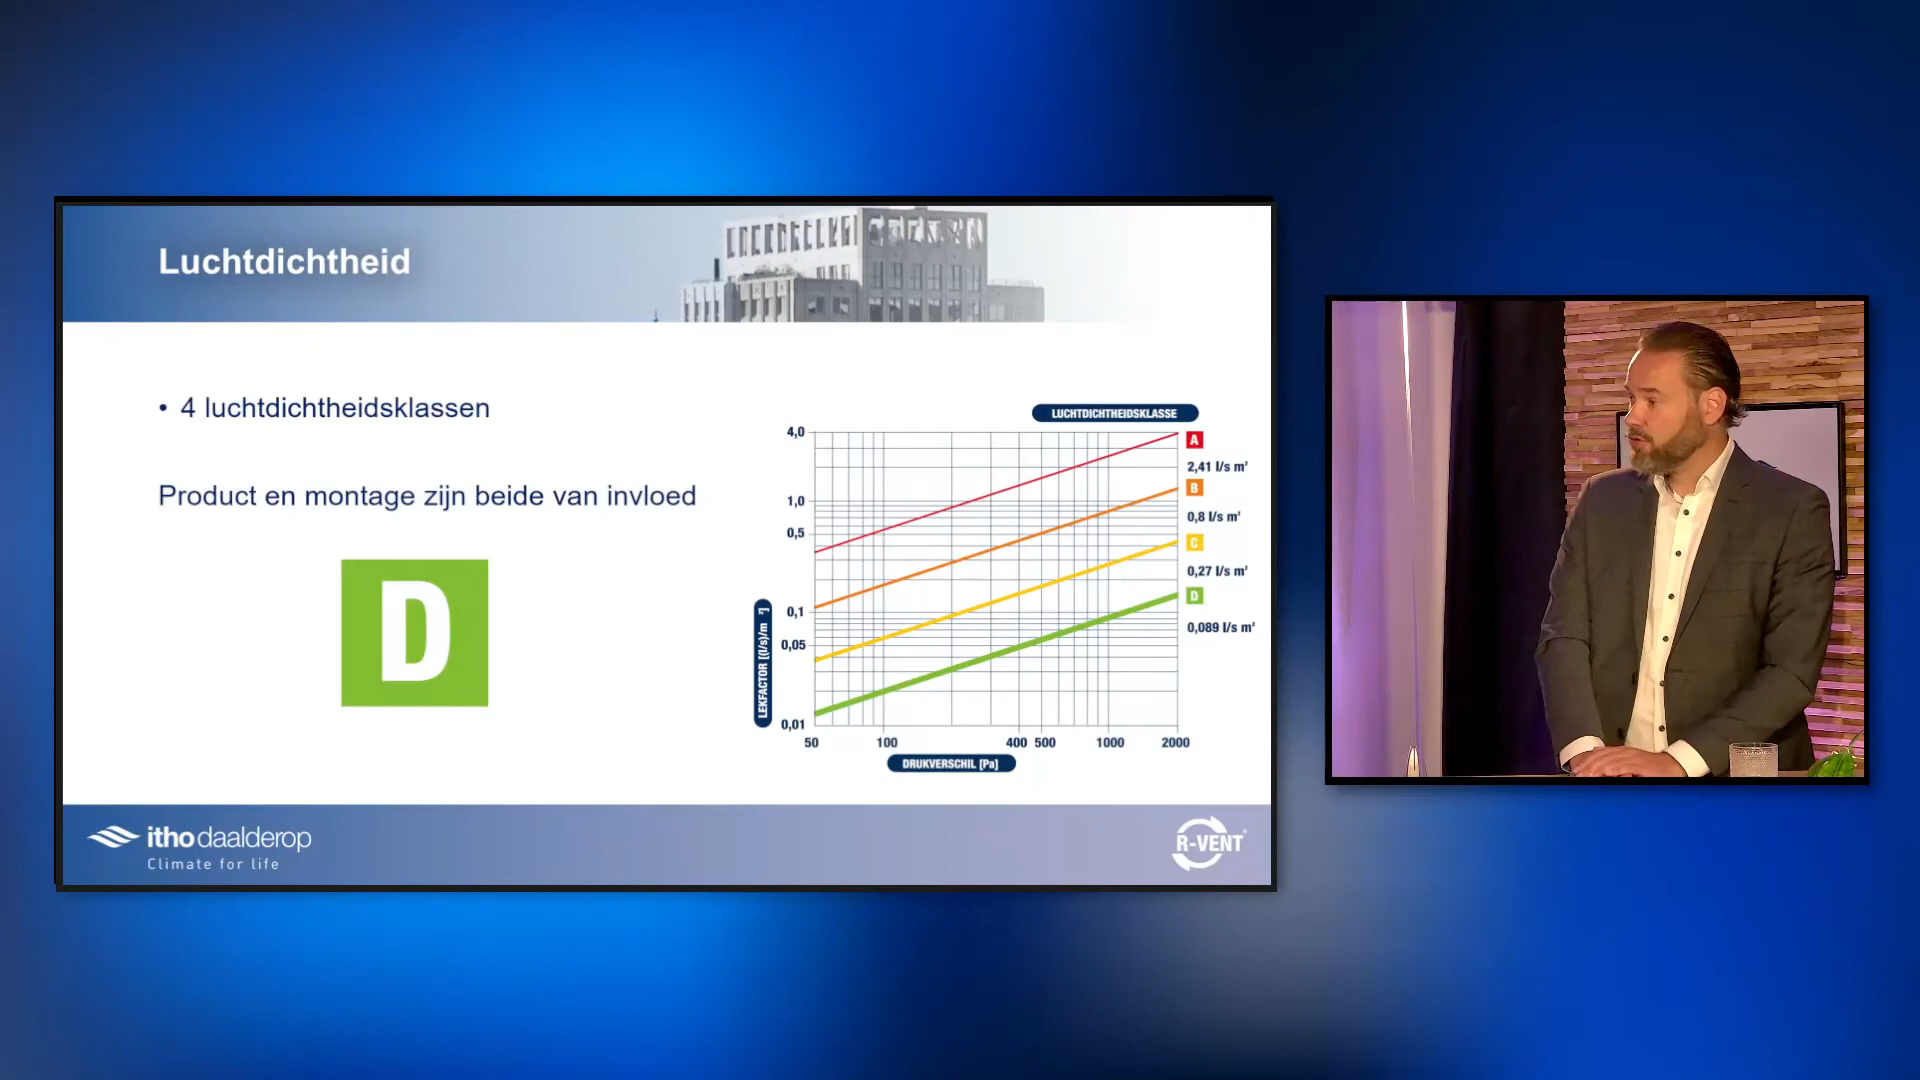 Luchtdichtheid
• 4 luchtdichtheidsklassen
Product en montage zijn beide van invloed
D
LUCHTDICHTHEIDSKLASSE
4,0
1,0
0,5
0,1
0,05
0,01
LEKFACTOR [(l/s)/m²]
50 100 400 500 1000 2000
DRUKVERSCHIL [Pa]
A
2,41 l/s m²
B
0,8 l/s m²
C
0,27 l/s m²
D
0,089 l/s m²
itho daalderop
Climate for life
R-VENT